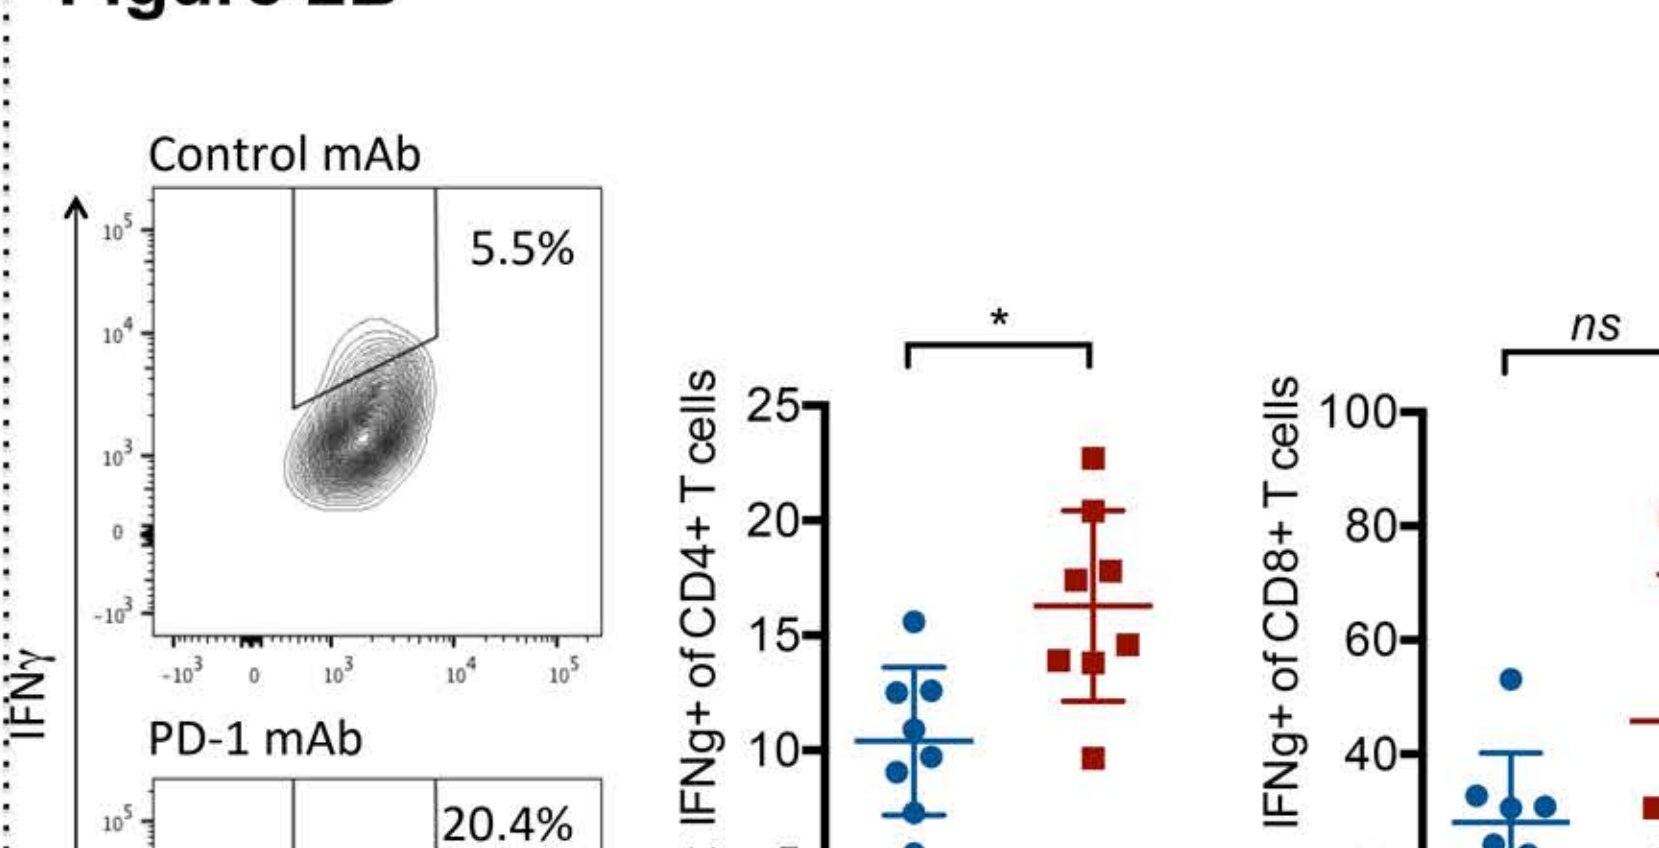 Figure 2B
Control mAb
5.5%
10^5
10^4
10^3
0
-10^3
-10^3 0 10^3 10^4 10^5
IFNγ
PD-1 mAb
20.4%
10^5
*
IFNg+ of CD4+ T cells
25
20
15
10
ns
IFNg+ of CD8+ T cells
100
80
60
40